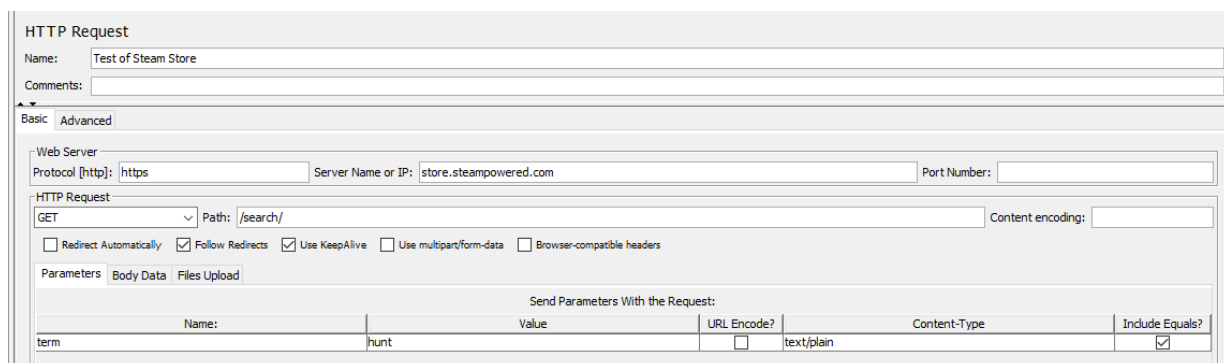 HTTP Request
Name: Test of Steam Store
Comments:
Basic Advanced
Web Server
Protocol [http]: https Server Name or IP: store.steampowered.com Port Number:
HTTP Request
GET Path: /search/ Content encoding:
Redirect Automatically Follow Redirects Use KeepAlive Use multipart/form-data Browser-compatible headers
Parameters Body Data Files Upload
Send Parameters With the Request:
Name: Value URL Encode? Content-Type Include Equals?
term hunt text/plain